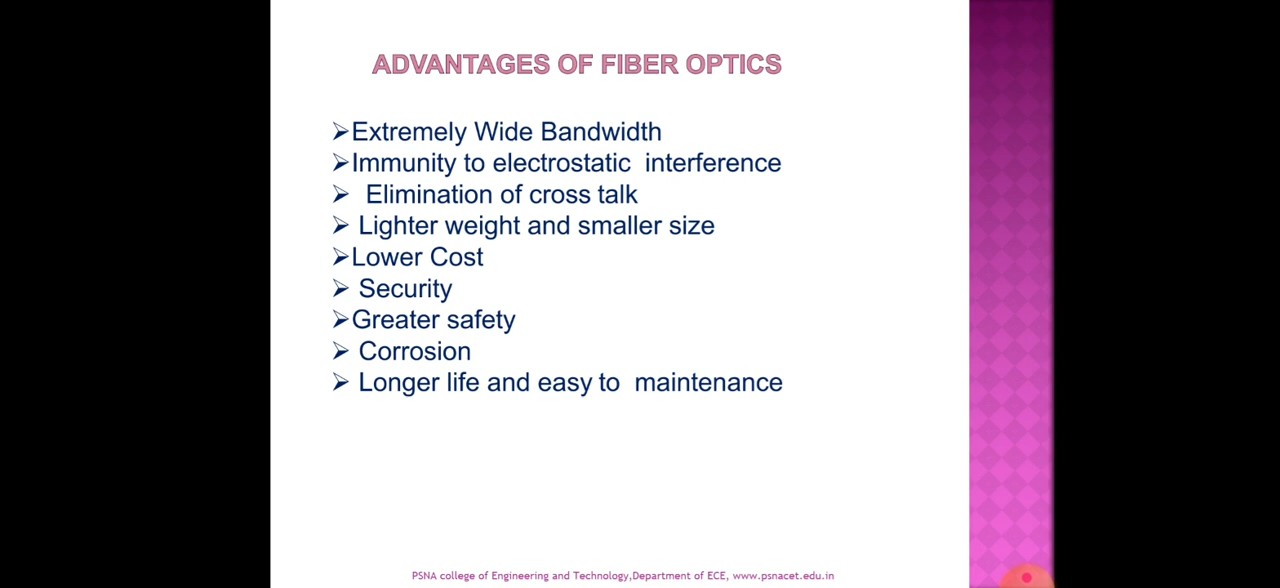 ADVANTAGES OF FIBER OPTICS
➢Extremely Wide Bandwidth
➢Immunity to electrostatic interference
➢ Elimination of cross talk
➢ Lighter weight and smaller size
➢Lower Cost
➢ Security
➢Greater safety
➢ Corrosion
➢ Longer life and easy to maintenance
PSNA college of Engineering and Technology,Department of ECE, www.psnacet.edu.in